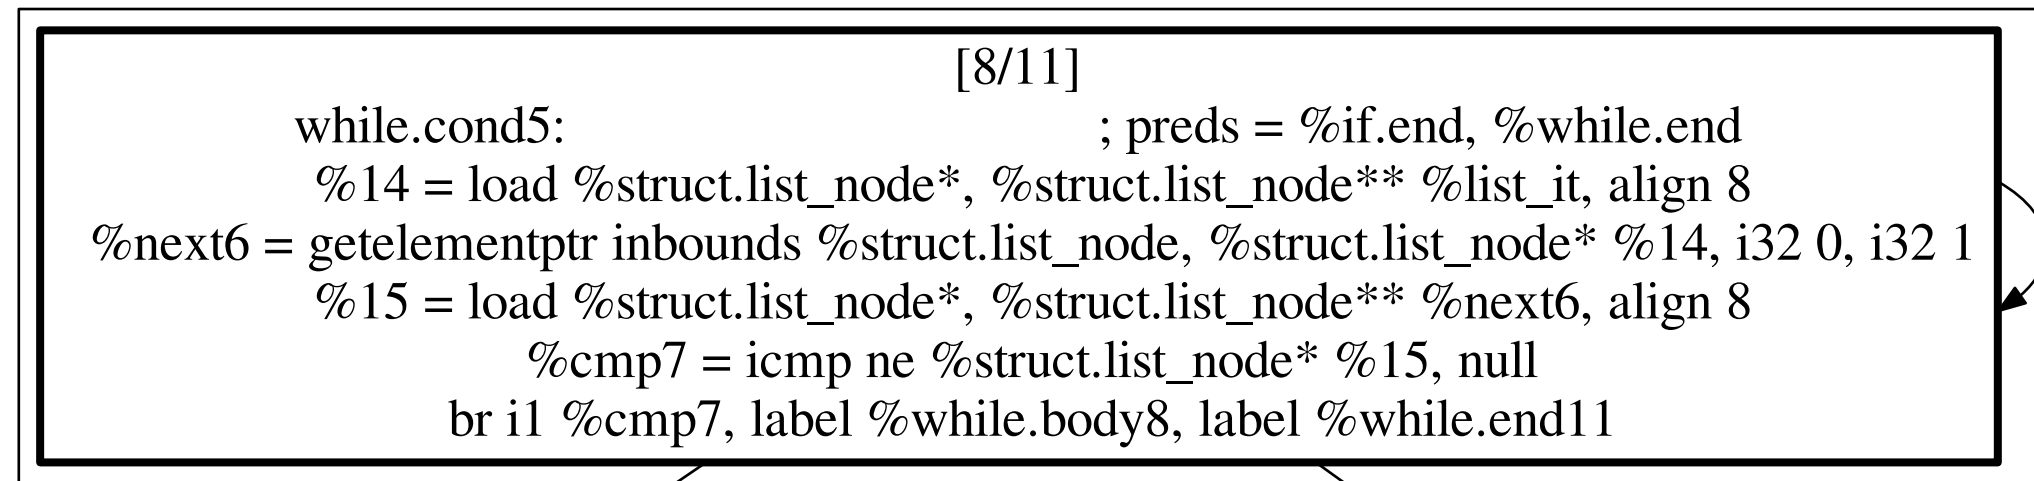 [8/11]
while.cond5: ; preds = %if.end, %while.end
%14 = load %struct.list_node*, %struct.list_node** %list_it, align 8
%next6 = getelementptr inbounds %struct.list_node, %struct.list_node* %14, i32 0, i32 1
%15 = load %struct.list_node*, %struct.list_node** %next6, align 8
%cmp7 = icmp ne %struct.list_node* %15, null
br i1 %cmp7, label %while.body8, label %while.end11